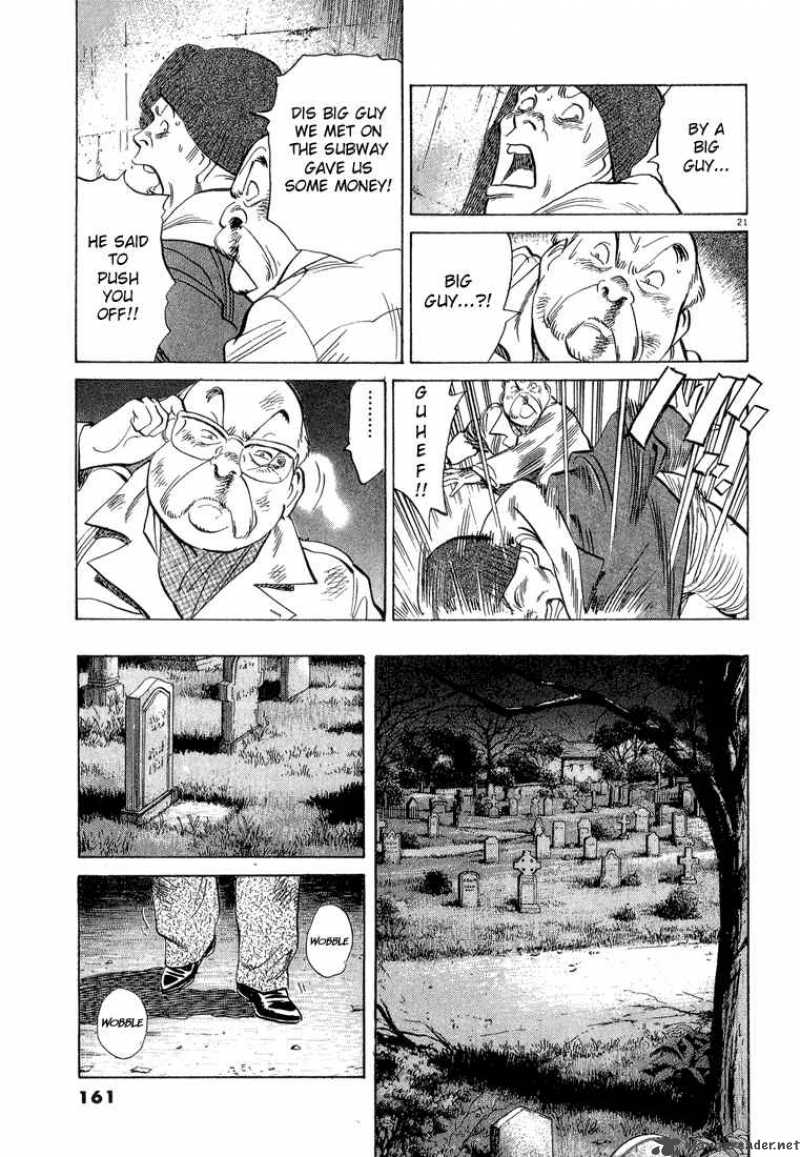 BY A
BIG
GUY...
21
DIS BIG GUY
WE MET ON
THE SUBWAY
GAVE US
SOME MONEY!
HE SAID
TO
PUSH
YOU
OFF!!
BIG
GUY...?!
GUHEF!!
.........
WOBBLE
WOBBLE
161